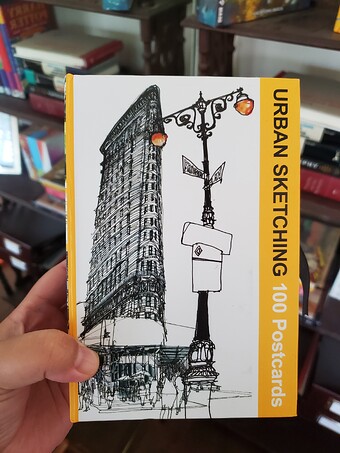 URBAN SKETCHING 100 Postcards